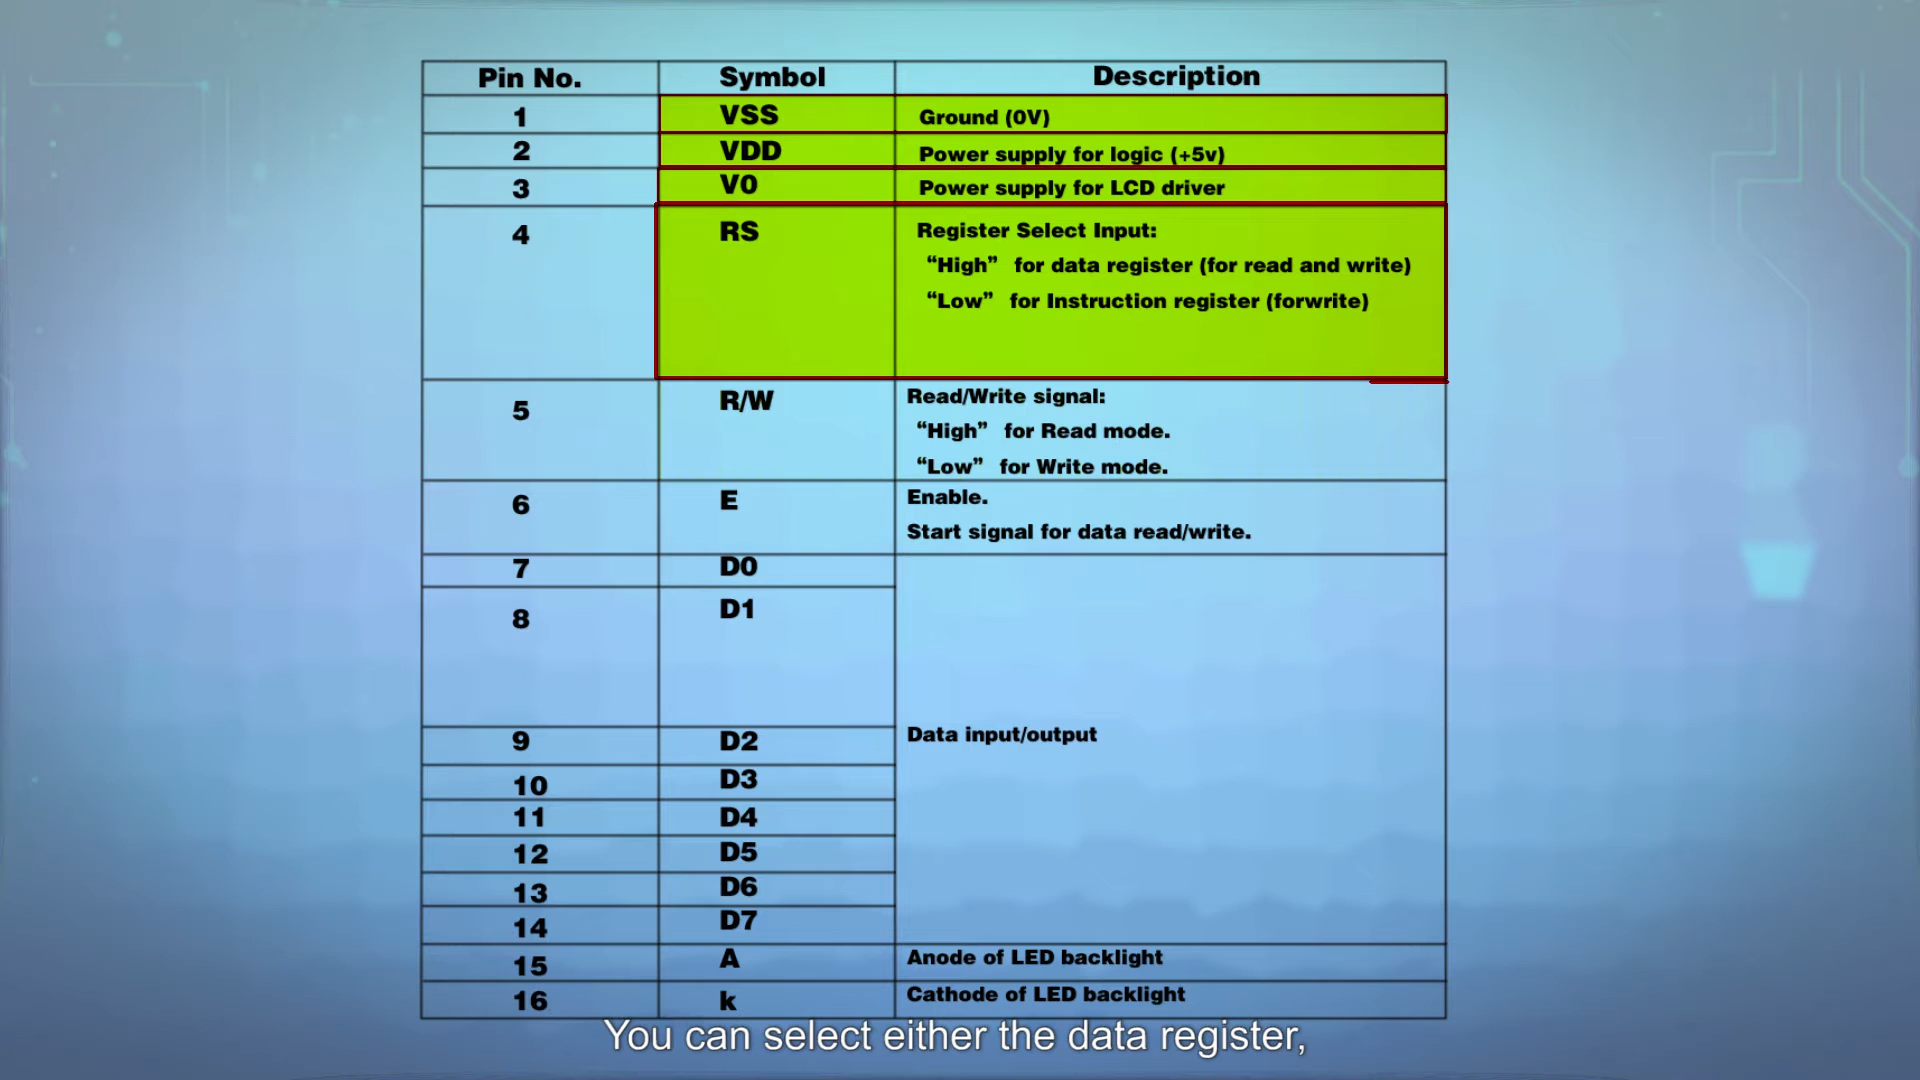 Pin No. Symbol Description
1 VSS Ground (0V)
2 VDD Power supply for logic (+5v)
3 V0 Power supply for LCD driver
4 RS Register Select Input:
“High” for data register (for read and write)
“Low” for Instruction register (forwrite)
5 R/W Read/Write signal:
“High” for Read mode.
“Low” for Write mode.
6 E Enable.
Start signal for data read/write.
7 D0
8 D1
9 D2 Data input/output
10 D3
11 D4
12 D5
13 D6
14 D7
15 A Anode of LED backlight
16 k Cathode of LED backlight
You can select either the data register,